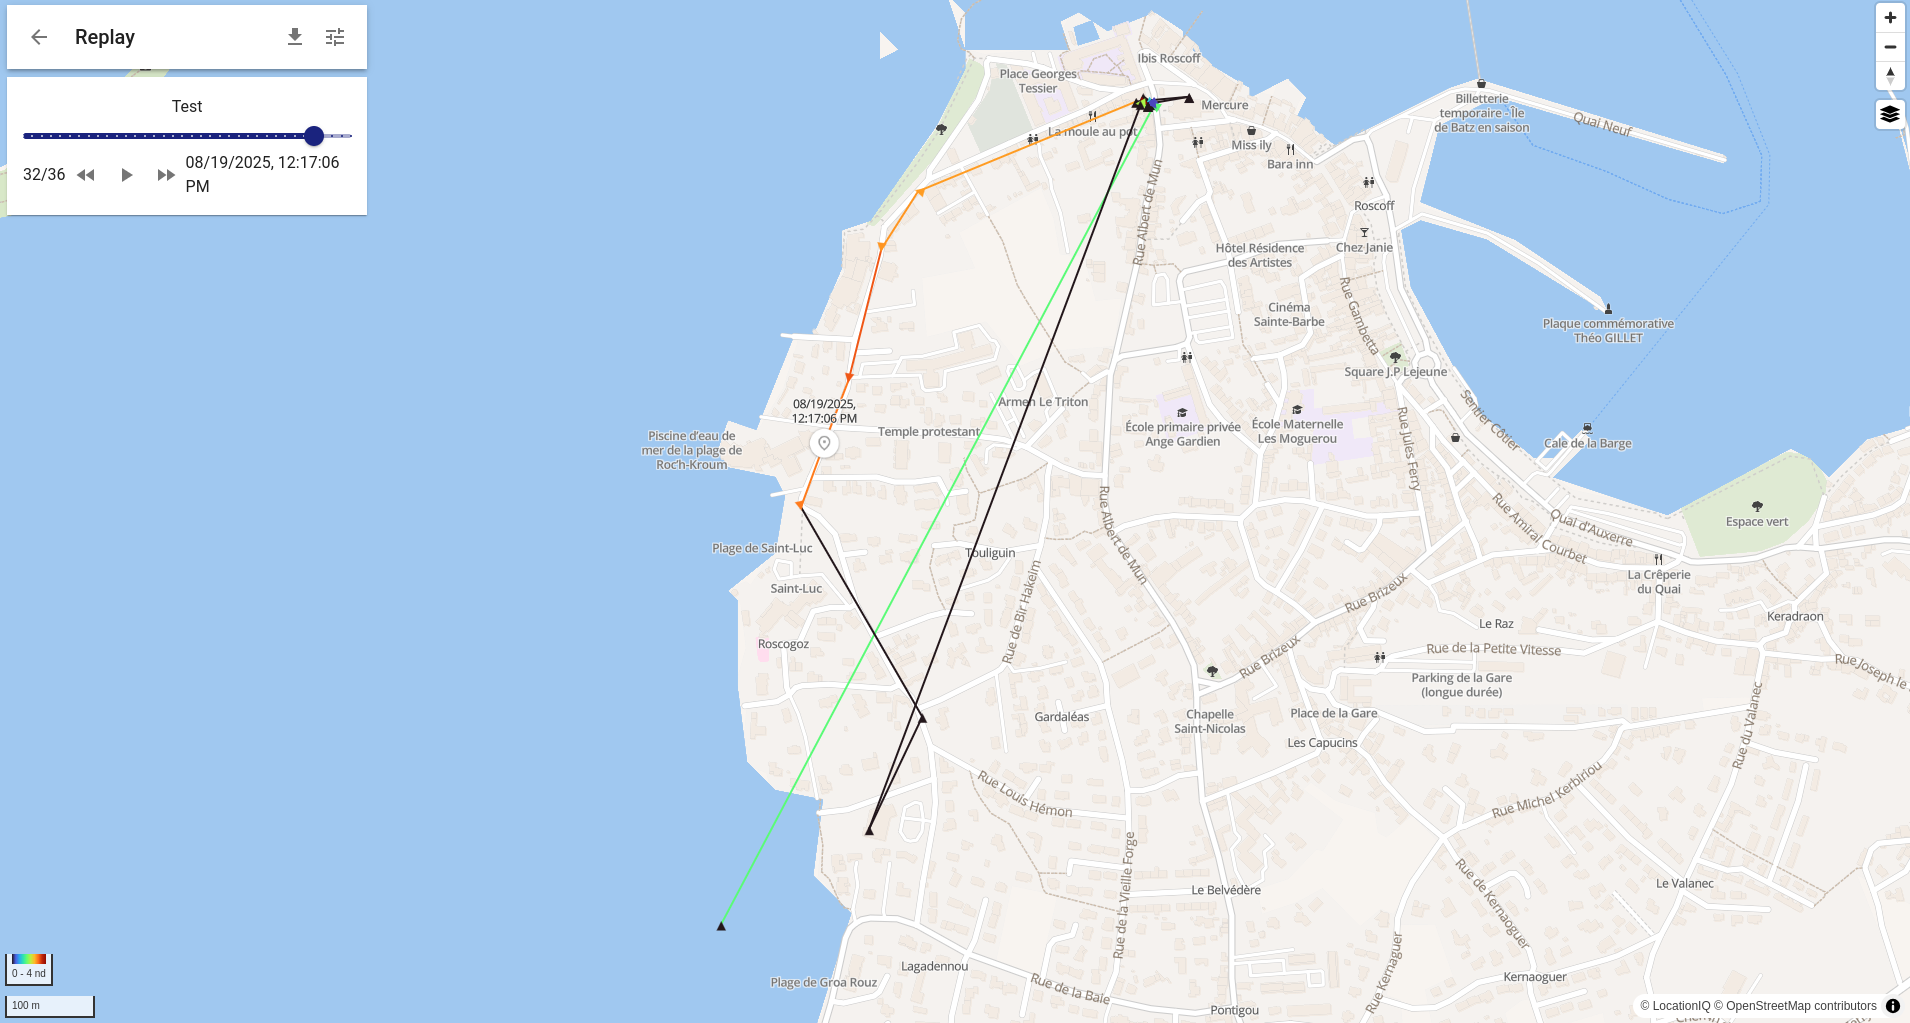 Replay
Test
32/36
08/19/2025, 12:17:06
PM
Place Georges
Tessier
Ibis Roscoff
Mercure
La moule au pot
Miss ily
Bara inn
Billetterie
temporaire - Île
de Batz en saison
Quai Neuf
Roscoff
Chez Janie
Rue Albert de Mun
Hôtel Résidence
des Artistes
Cinéma
Sainte-Barbe
Rue Gambetta
Plaque commémorative
Théo GILLET
Square J.P Lejeune
Sentier Côtier
Armen Le Triton
08/19/2025,
12:17:06 PM
Temple protestant
Piscine d'eau de
mer de la plage de
Roc'h-Kroum
École primaire privée
Ange Gardien
École Maternelle
Les Moguerou
Rue Jules Ferry
Cale de la Barge
Rue Albert de Mun
Rue Amiral Courbet
Quai d'Auxerre
Espace vert
Plage de Saint-Luc
Touliguin
Saint-Luc
Rue de Bir Hakeim
Rue Brizeux
La Crêperie
du Quai
Keradraon
Le Raz
Roscogoz
Rue Brizeux
Rue de la Petite Vitesse
Rue Joseph le
Parking de la Gare
(longue durée)
Gardaléas
Chapelle
Saint-Nicolas
Place de la Gare
Les Capucins
Rue du Valanec
Rue Louis Hémon
Rue Michel Kerbiriou
Rue de la Vieille Forge
Le Belvédère
Rue de Kernaoguer
Le Valanec
Lagadennou
Plage de Groa Rouz
Rue de la Baie
Rue Kernaguer
Kernaoguer
Pontigou
0 - 4 nd
100 m
© LocationIQ © OpenStreetMap contributors